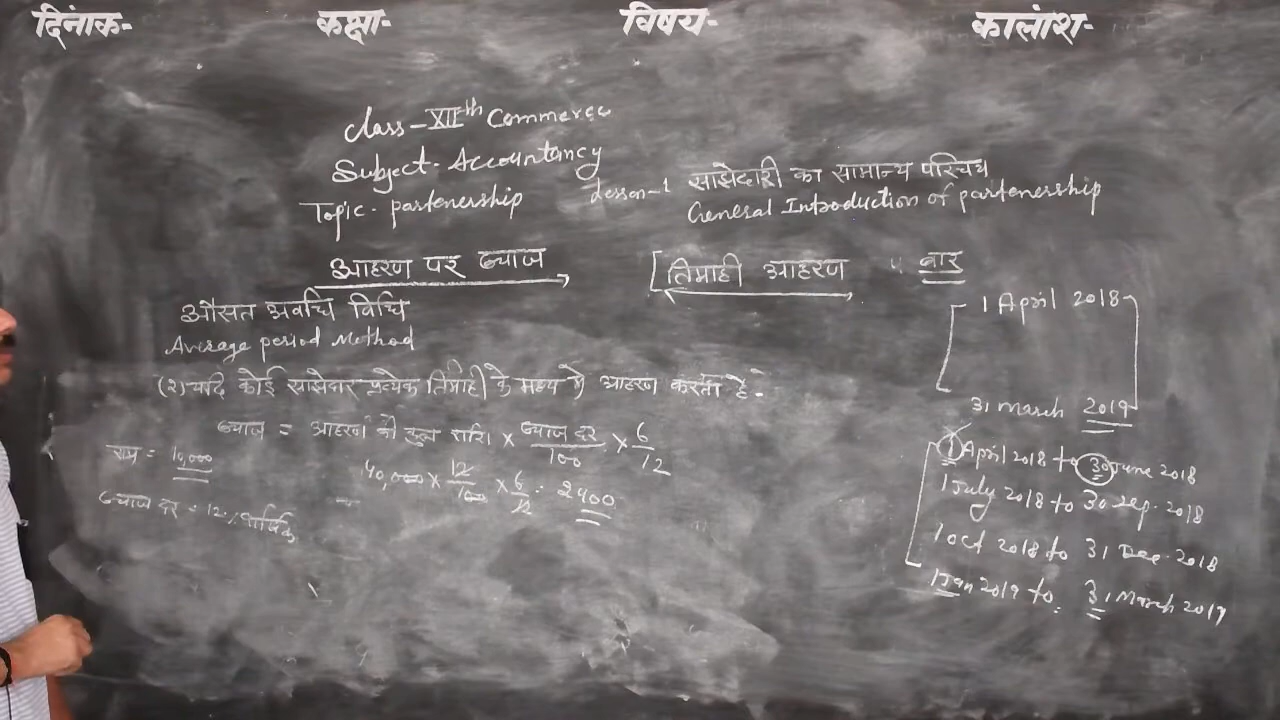 दिनांक- कक्षा- विषय- कालांश-
Class - XIIth Commerce
Subject - Accountancy
Topic - partenership Lesson-1 साझेदारी का सामान्य परिचय
General Introduction of partenership
आहरण पर ब्याज [तिमाही आहरण " बार
औसत अवधि विधि
Average period Method
(२) यदि कोई साझेदार प्रत्येक तिमाही के मध्य में आहरण करता है -
ब्याज = आहरण की कुल राशि × ब्याज दर/100 × 6/12
राशि = 10,000
40,000 × 12/100 × 6/12 = 2400
ब्याज दर = 12% वार्षिक
1 April 2018
31 march 2019
1 April 2018 to 30 June 2018
1 July 2018 to 30 Sep. 2018
1 Oct 2018 to 31 Dec. 2018
1 Jan 2019 to 31 March 2019